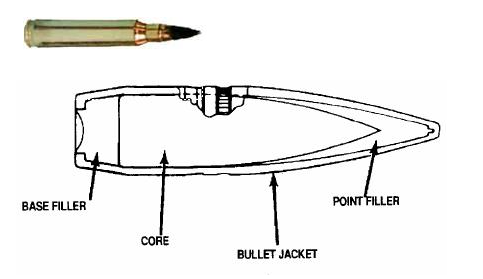 BASE FILLER
CORE
BULLET JACKET
POINT FILLER